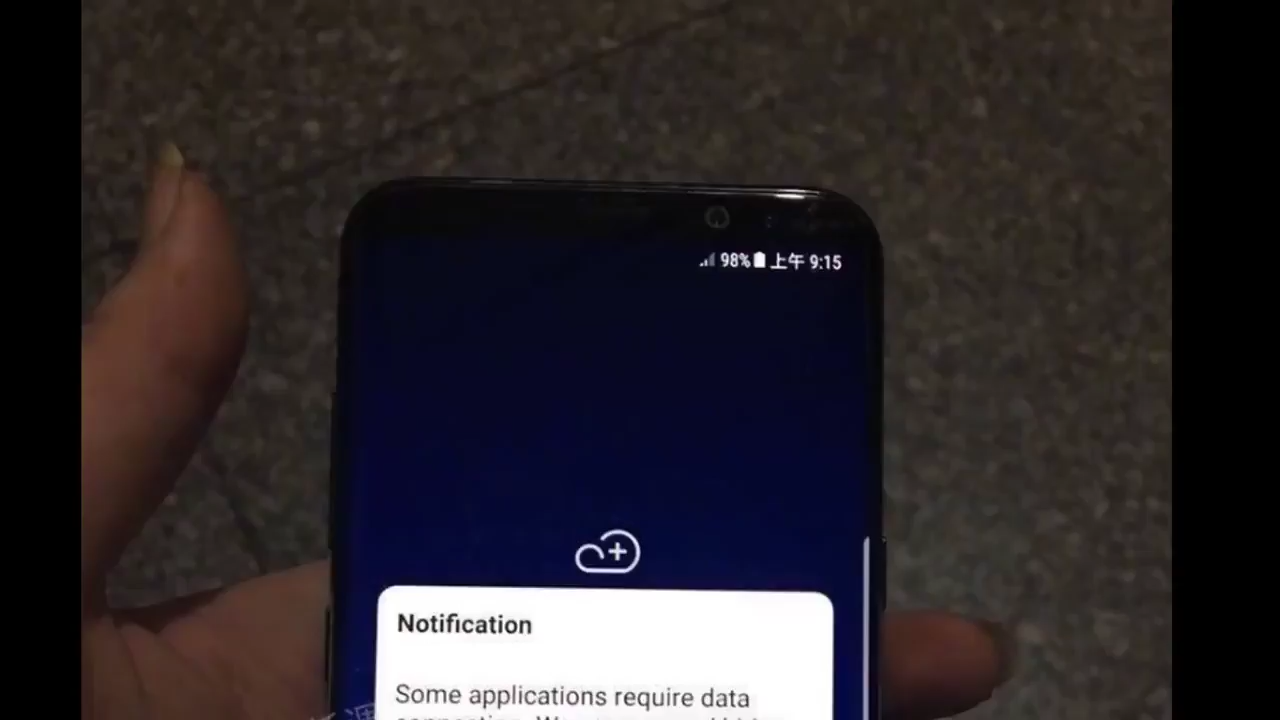 98% 上午 9:15
Notification
Some applications require data